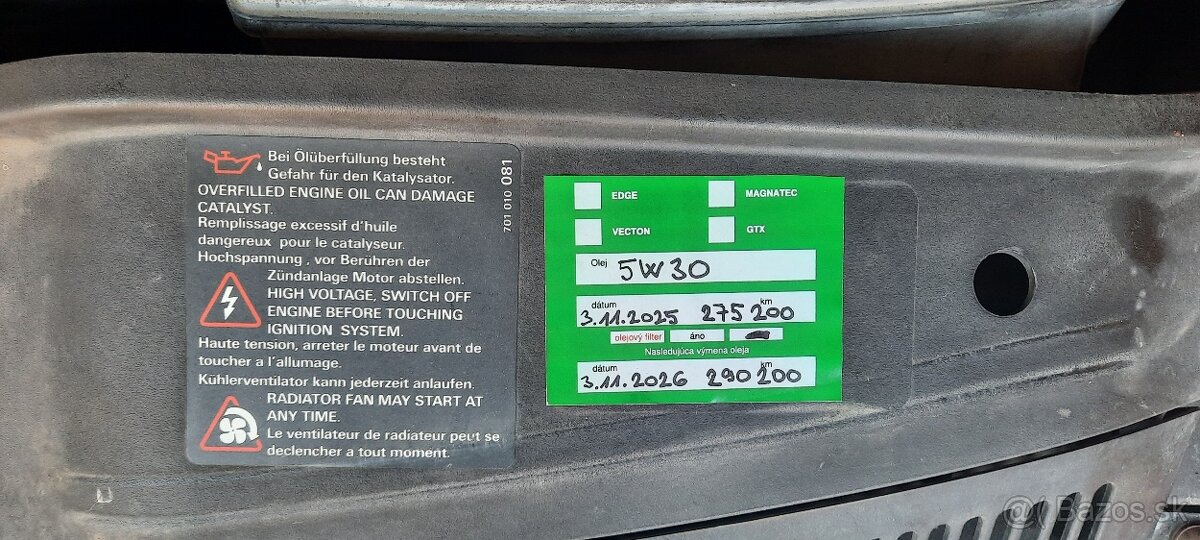 Bei Ölüberfüllung besteht
Gefahr für den Katalysator.
OVERFILLED ENGINE OIL CAN DAMAGE
CATALYST.
Remplissage excessif d'huile
dangereux pour le catalyseur.
Hochspannung, vor Berühren der
Zündanlage Motor abstellen.
HIGH VOLTAGE, SWITCH OFF
ENGINE BEFORE TOUCHING
IGNITION SYSTEM.
Haute tension, arreter le moteur avant de
toucher a l'allumage.
Kühlerventilator kann jederzeit anlaufen.
RADIATOR FAN MAY START AT
ANY TIME.
Le ventilateur de radiateur peut se
declencher a tout moment.
701 010 081
EDGE MAGNATEC
VECTON GTX
Olej 5W30
dátum km
3.11.2025 275 200
olejový filter áno
Nasledujúca výmena oleja
dátum km
3.11.2026 290 200
Bazos.sk